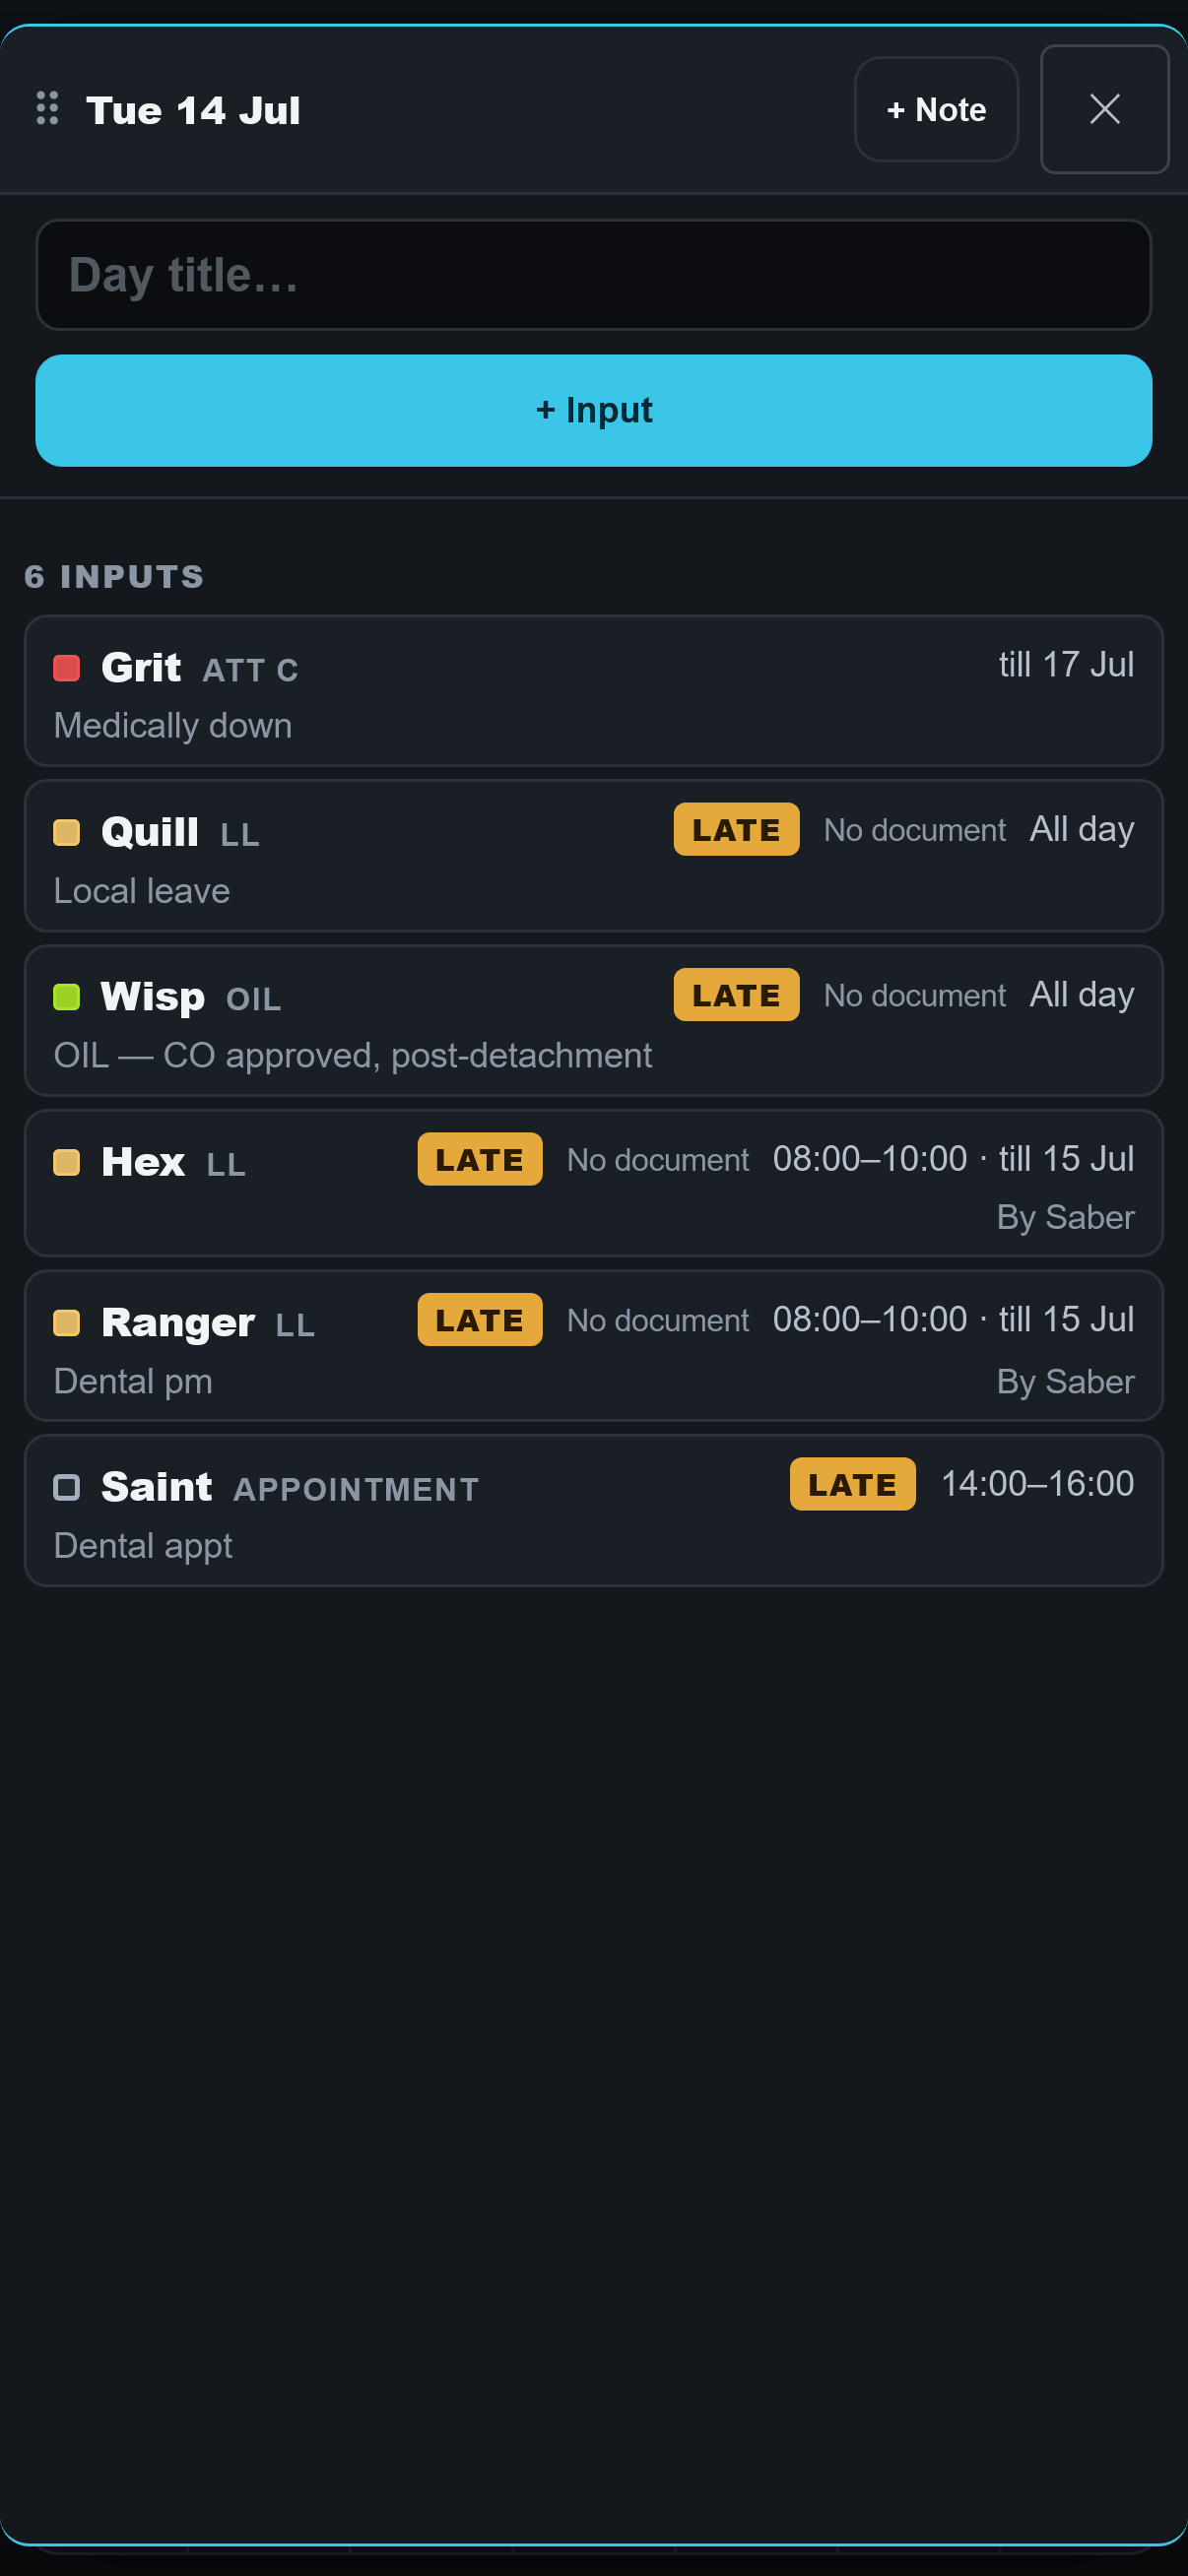 Tue 14 Jul
+ Note
Day title...
+ Input
6 INPUTS
Grit ATT C till 17 Jul
Medically down
Quill LL LATE No document All day
Local leave
Wisp OIL LATE No document All day
OIL — CO approved, post-detachment
Hex LL LATE No document 08:00–10:00 · till 15 Jul
By Saber
Ranger LL LATE No document 08:00–10:00 · till 15 Jul
Dental pm By Saber
Saint APPOINTMENT LATE 14:00–16:00
Dental appt